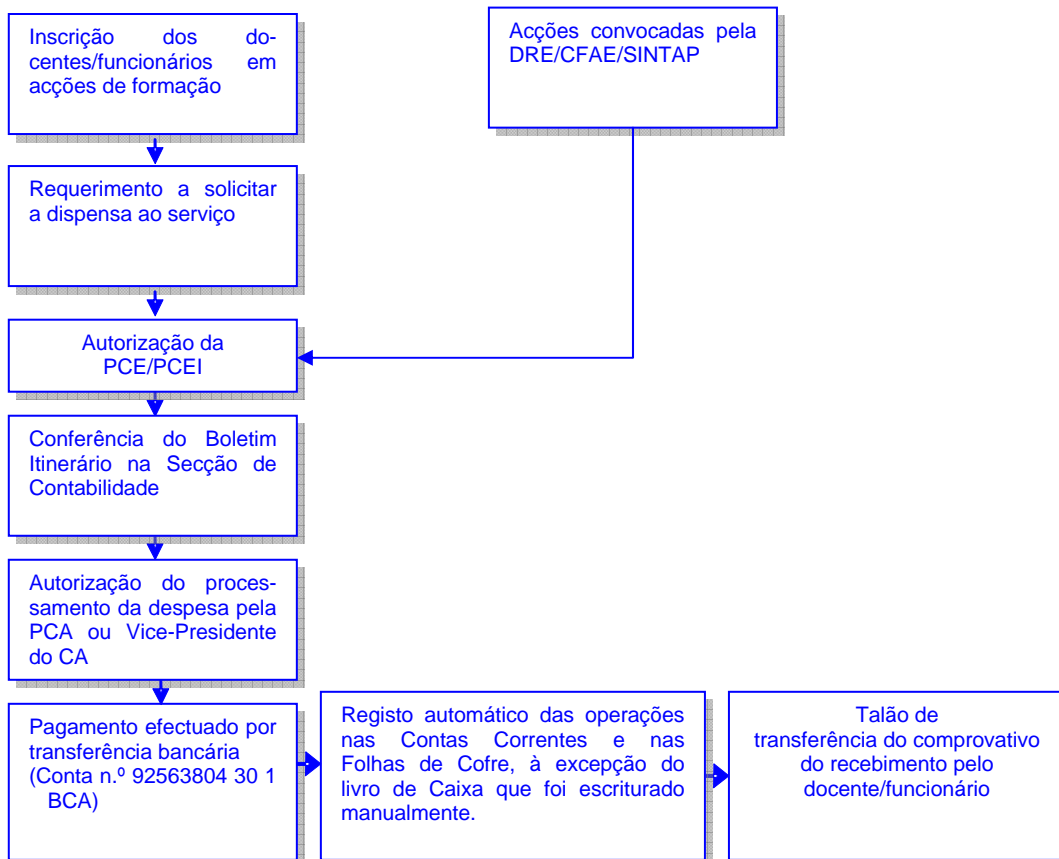 Inscrição dos do-
centes/funcionários em
acções de formação
Acções convocadas pela
DRE/CFAE/SINTAP
Requerimento a solicitar
a dispensa ao serviço
Autorização da
PCE/PCEI
Conferência do Boletim
Itinerário na Secção de
Contabilidade
Autorização do proces-
samento da despesa pela
PCA ou Vice-Presidente
do CA
Pagamento efectuado por
transferência bancária
(Conta n.º 92563804 30 1
BCA)
Registo automático das operações
nas Contas Correntes e nas
Folhas de Cofre, à excepção do
livro de Caixa que foi escriturado
manualmente.
Talão de
transferência do comprovativo
do recebimento pelo
docente/funcionário